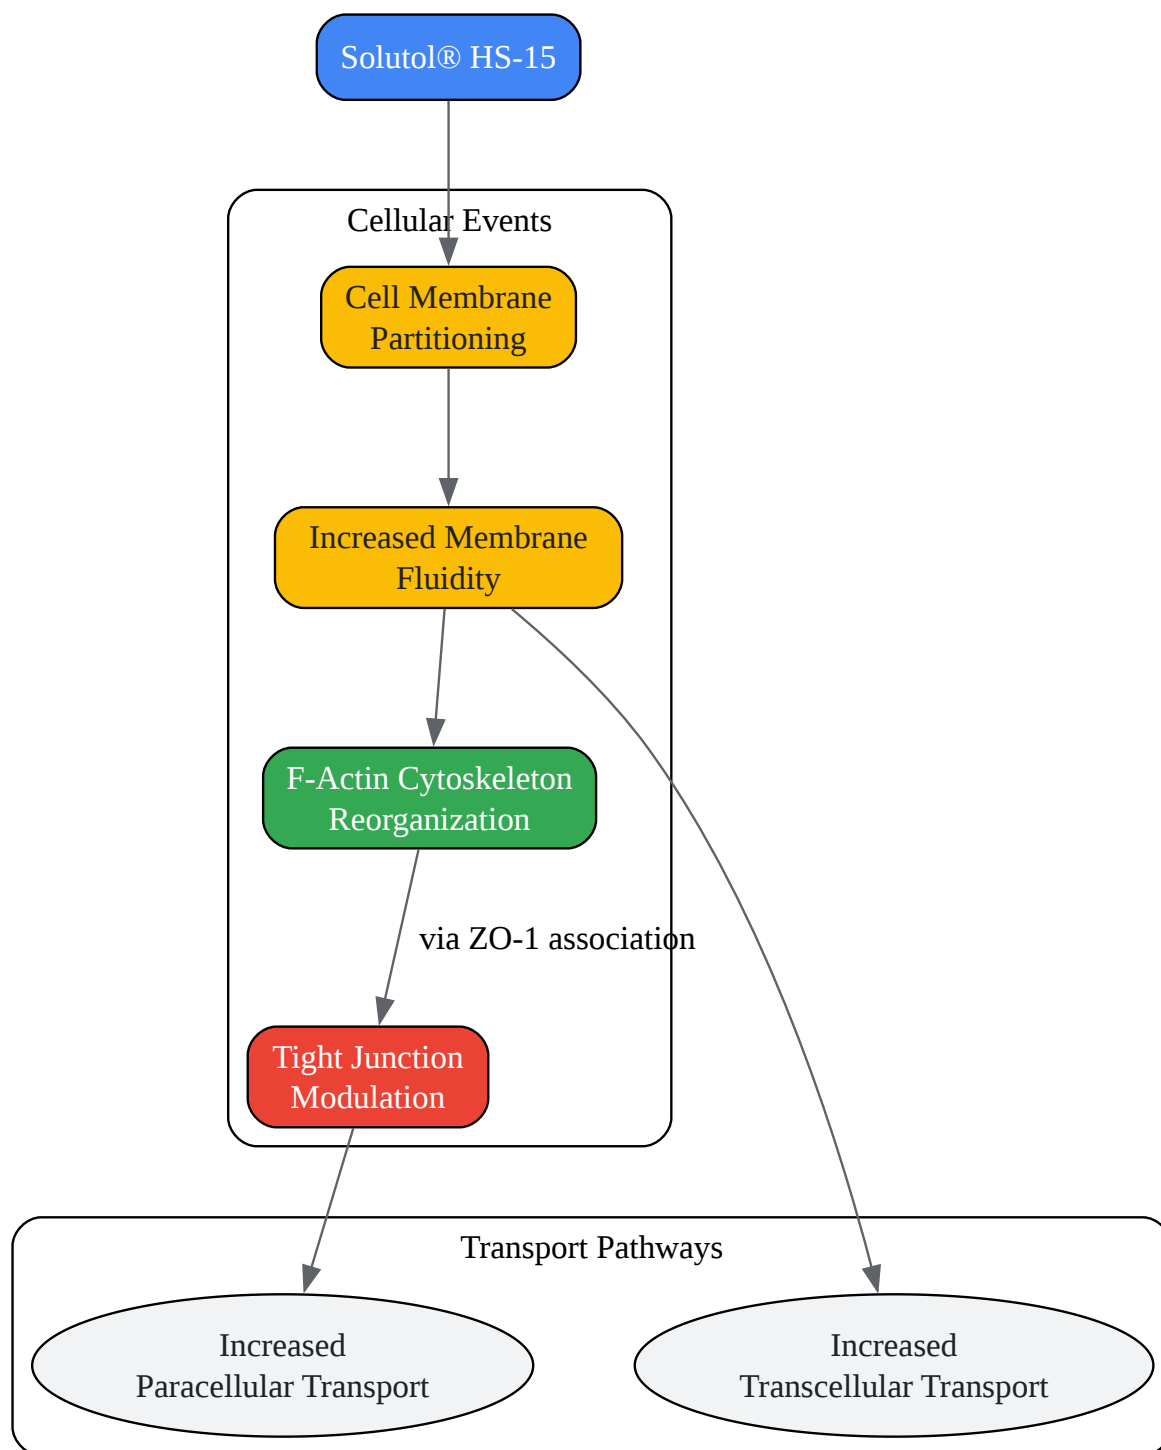 Solutol® HS-15
Cellular Events
Cell Membrane
Partitioning
Increased Membrane
Fluidity
F-Actin Cytoskeleton
Reorganization
via ZO-1 association
Tight Junction
Modulation
Transport Pathways
Increased
Paracellular Transport
Increased
Transcellular Transport